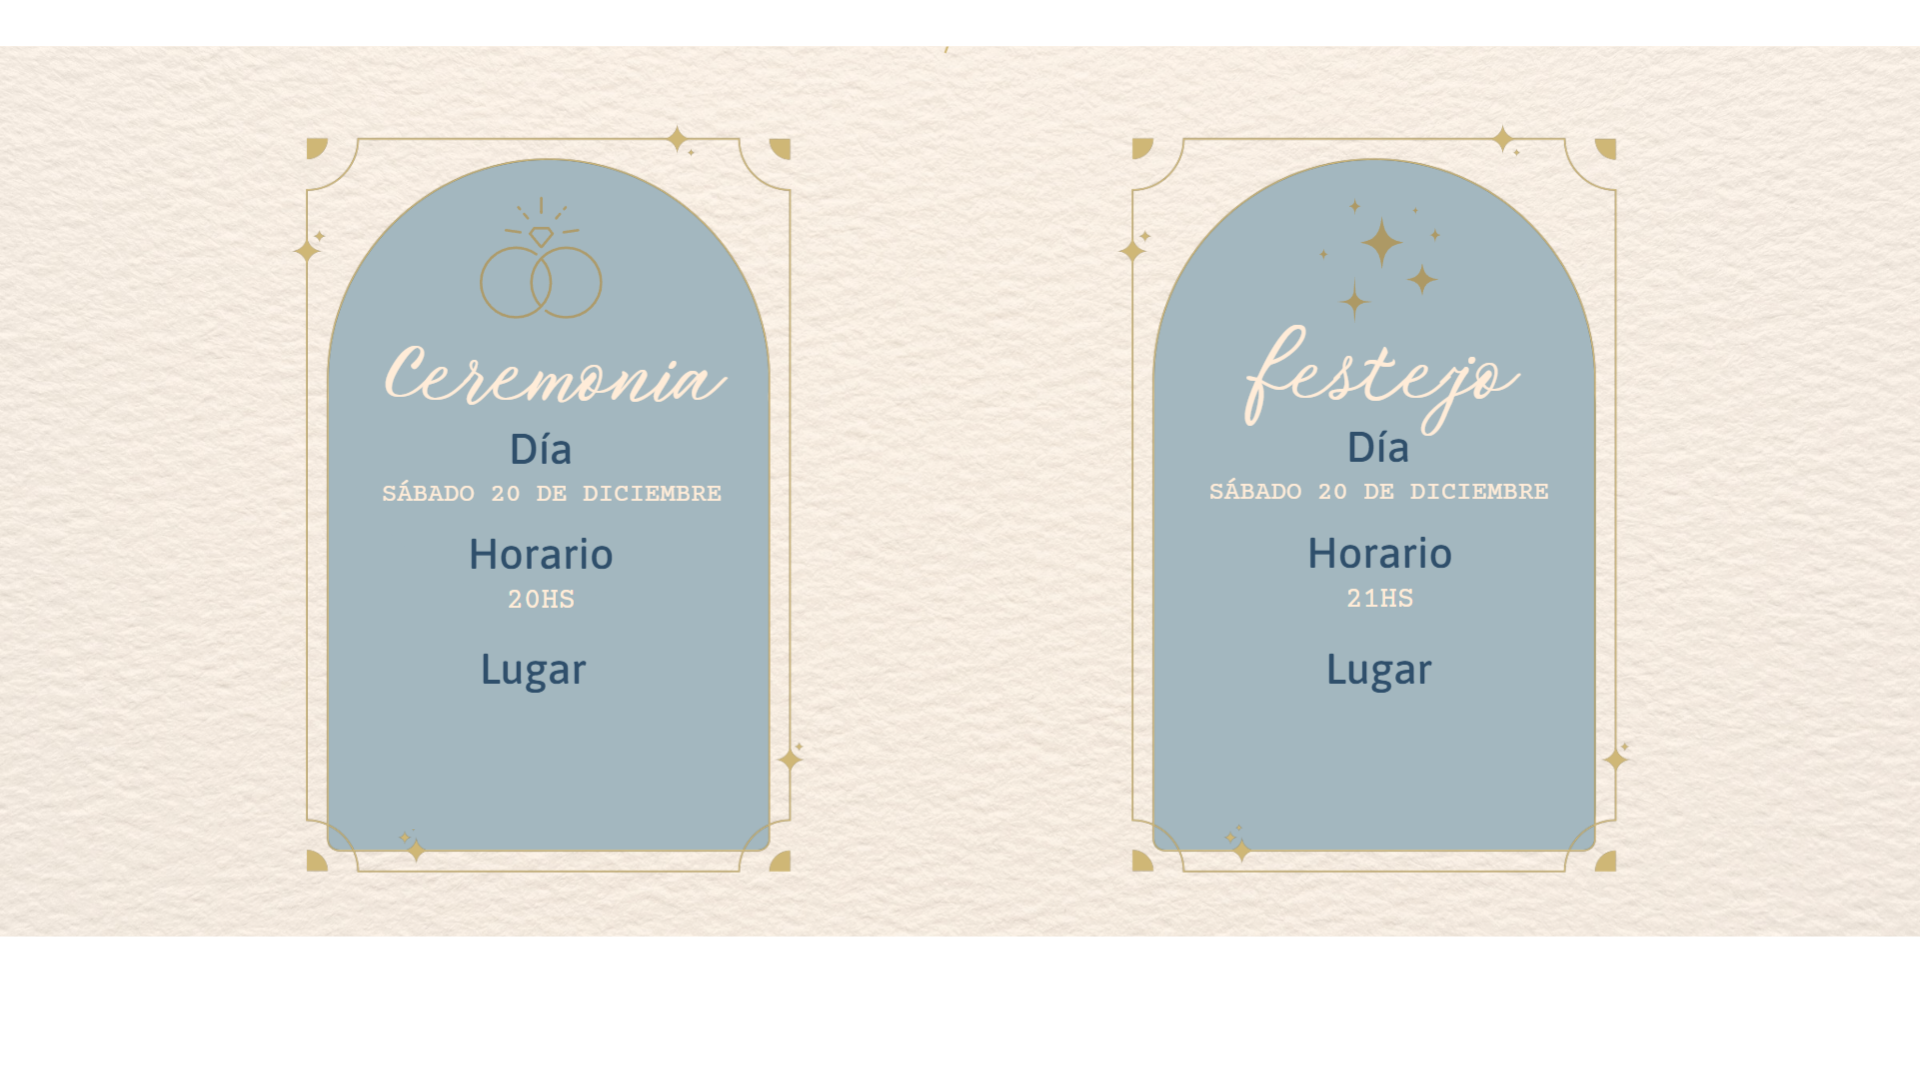 Ceremonia
Día
SÁBADO 20 DE DICIEMBRE
Horario
20HS
Lugar
festejo
Día
SÁBADO 20 DE DICIEMBRE
Horario
21HS
Lugar